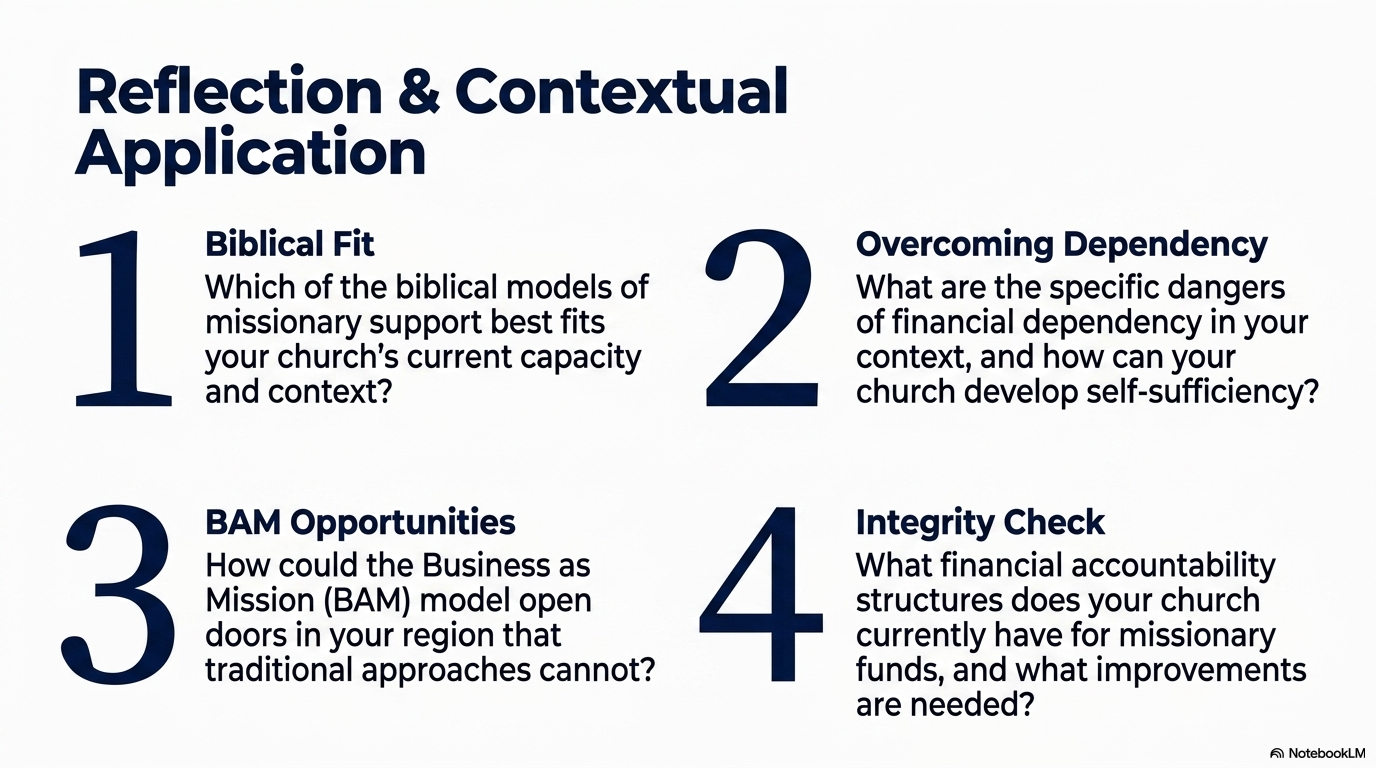 Reflection & Contextual
Application
1
Biblical Fit
Which of the biblical models of
missionary support best fits
your church’s current capacity
and context?
2
Overcoming Dependency
What are the specific dangers
of financial dependency in your
context, and how can your
church develop self-sufficiency?
3
BAM Opportunities
How could the Business as
Mission (BAM) model open
doors in your region that
traditional approaches cannot?
4
Integrity Check
What financial accountability
structures does your church
currently have for missionary
funds, and what improvements
are needed?
NotebookLM